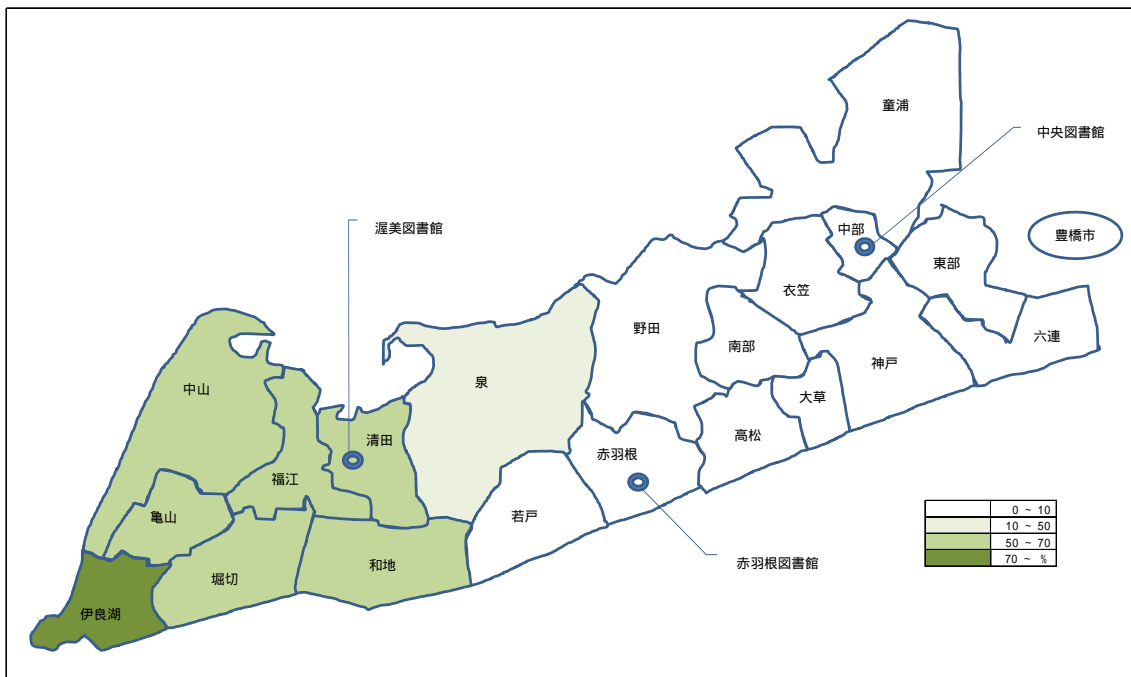 童浦
中央図書館
渥美図書館
中部
豊橋市
東部
衣笠
野田
六連
南部
神戸
泉
中山
大草
高松
清田
赤羽根
福江
若戸
亀山
0 ~ 10
10 ~ 50
50 ~ 70
70 ~ %
和地
赤羽根図書館
堀切
伊良湖